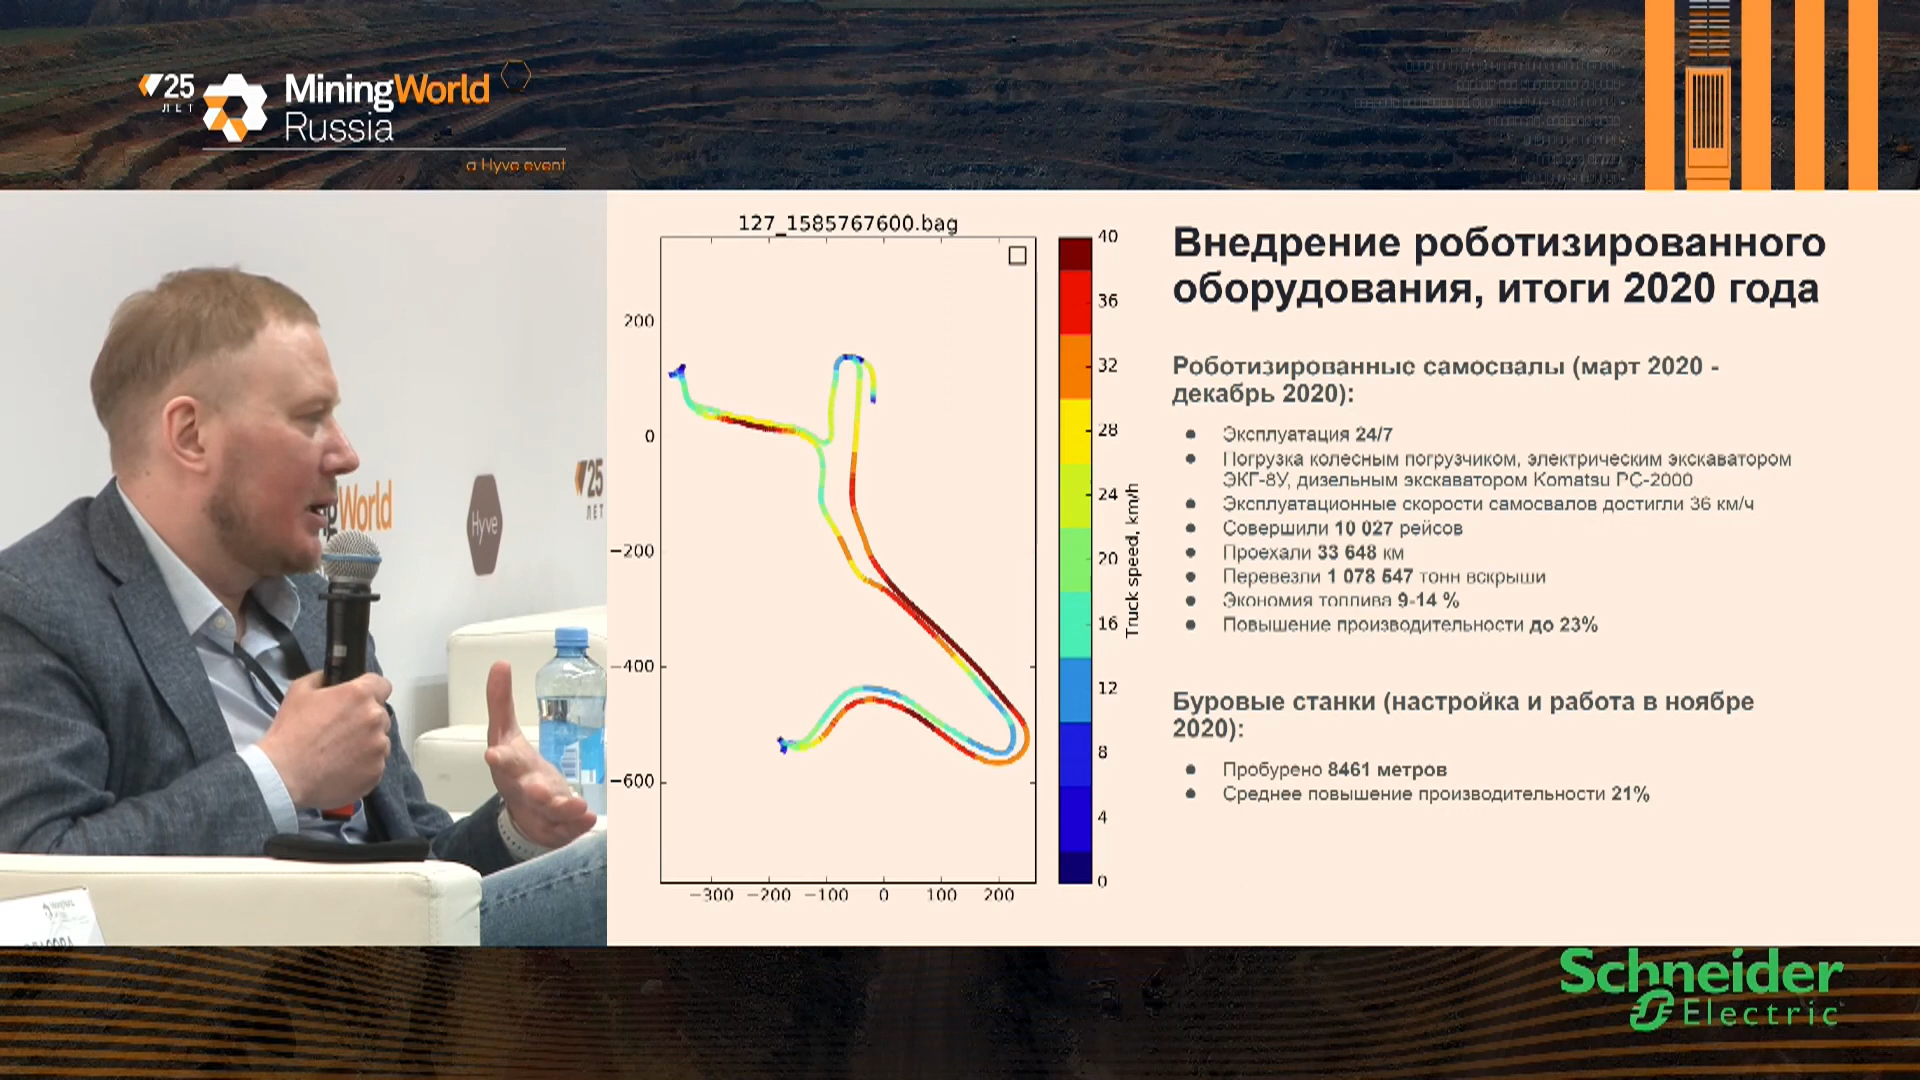 25
ЛЕТ
MiningWorld
Russia
a Hyve event
gWorld
Hyve
25
ЛЕТ
127_1585767600.bag
200
0
−200
−400
−600
−300 −200 −100 0 100 200
40
36
32
28
24
20
16
12
8
4
0
Truck speed, km/h
Внедрение роботизированного
оборудования, итоги 2020 года
Роботизированные самосвалы (март 2020 -
декабрь 2020):
● Эксплуатация 24/7
● Погрузка колесным погрузчиком, электрическим экскаватором
ЭКГ-8У, дизельным экскаватором Komatsu PC-2000
● Эксплуатационные скорости самосвалов достигли 36 км/ч
● Совершили 10 027 рейсов
● Проехали 33 648 км
● Перевезли 1 078 547 тонн вскрыши
● Экономия топлива 9-14 %
● Повышение производительности до 23%
Буровые станки (настройка и работа в ноябре
2020):
● Пробурено 8461 метров
● Среднее повышение производительности 21%
Schneider
Electric